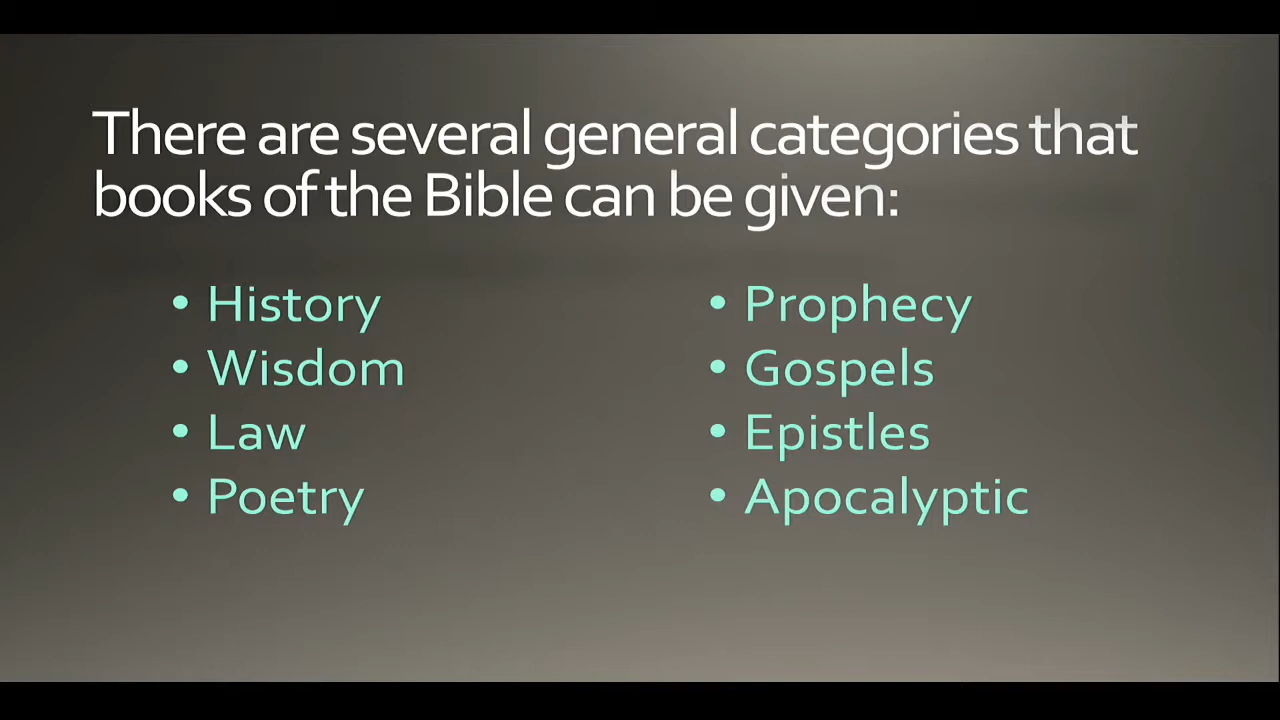 There are several general categories that
books of the Bible can be given:
• History
• Wisdom
• Law
• Poetry
• Prophecy
• Gospels
• Epistles
• Apocalyptic